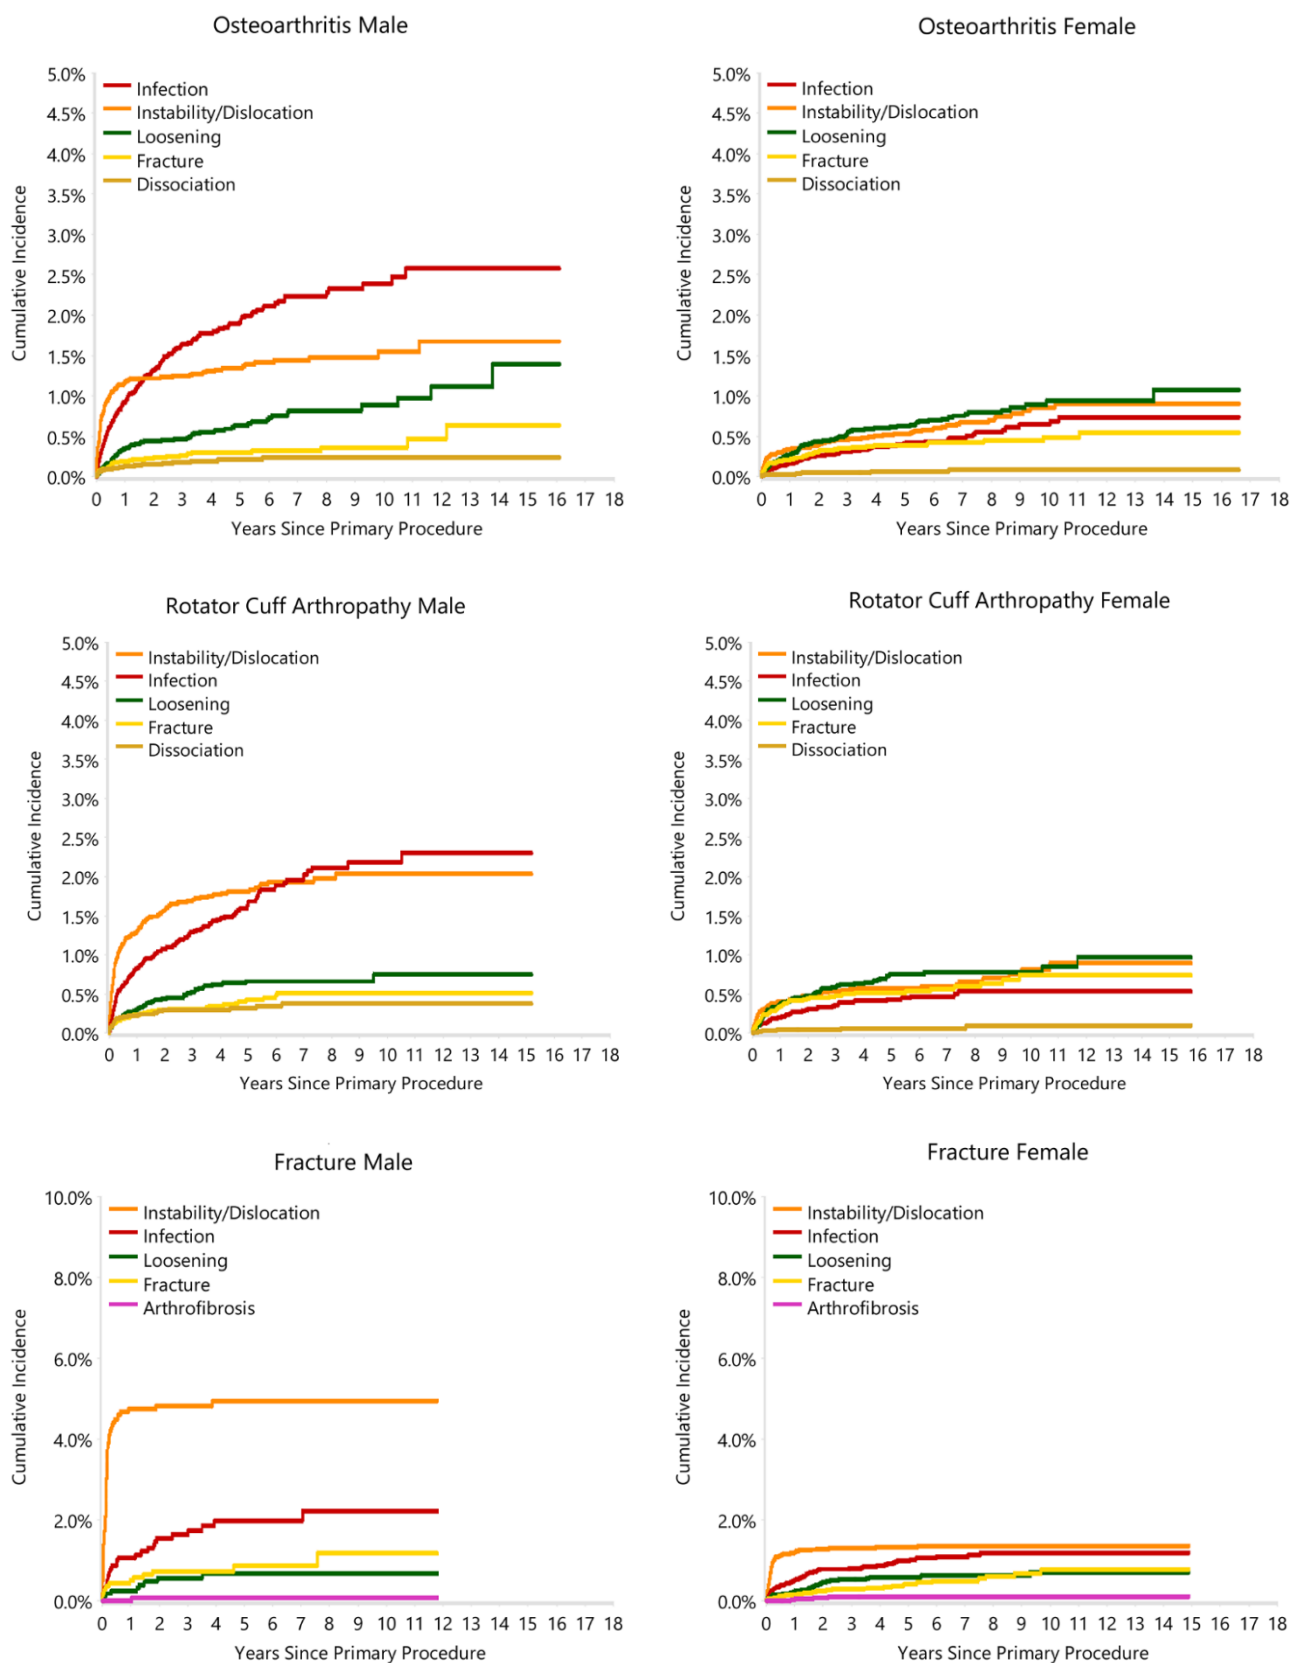 Osteoarthritis Male
5.0%
4.5%
4.0%
3.5%
3.0%
2.5%
2.0%
1.5%
1.0%
0.5%
0.0%
Cumulative Incidence
Infection
Instability/Dislocation
Loosening
Fracture
Dissociation
0 1 2 3 4 5 6 7 8 9 10 11 12 13 14 15 16 17 18
Years Since Primary Procedure
Osteoarthritis Female
5.0%
4.5%
4.0%
3.5%
3.0%
2.5%
2.0%
1.5%
1.0%
0.5%
0.0%
Cumulative Incidence
Infection
Instability/Dislocation
Loosening
Fracture
Dissociation
0 1 2 3 4 5 6 7 8 9 10 11 12 13 14 15 16 17 18
Years Since Primary Procedure
Rotator Cuff Arthropathy Male
5.0%
4.5%
4.0%
3.5%
3.0%
2.5%
2.0%
1.5%
1.0%
0.5%
0.0%
Cumulative Incidence
Instability/Dislocation
Infection
Loosening
Fracture
Dissociation
0 1 2 3 4 5 6 7 8 9 10 11 12 13 14 15 16 17 18
Years Since Primary Procedure
Rotator Cuff Arthropathy Female
5.0%
4.5%
4.0%
3.5%
3.0%
2.5%
2.0%
1.5%
1.0%
0.5%
0.0%
Cumulative Incidence
Instability/Dislocation
Infection
Loosening
Fracture
Dissociation
0 1 2 3 4 5 6 7 8 9 10 11 12 13 14 15 16 17 18
Years Since Primary Procedure
Fracture Male
10.0%
8.0%
6.0%
4.0%
2.0%
0.0%
Cumulative Incidence
Instability/Dislocation
Infection
Loosening
Fracture
Arthrofibrosis
0 1 2 3 4 5 6 7 8 9 10 11 12 13 14 15 16 17 18
Years Since Primary Procedure
Fracture Female
10.0%
8.0%
6.0%
4.0%
2.0%
0.0%
Cumulative Incidence
Instability/Dislocation
Infection
Loosening
Fracture
Arthrofibrosis
0 1 2 3 4 5 6 7 8 9 10 11 12 13 14 15 16 17 18
Years Since Primary Procedure